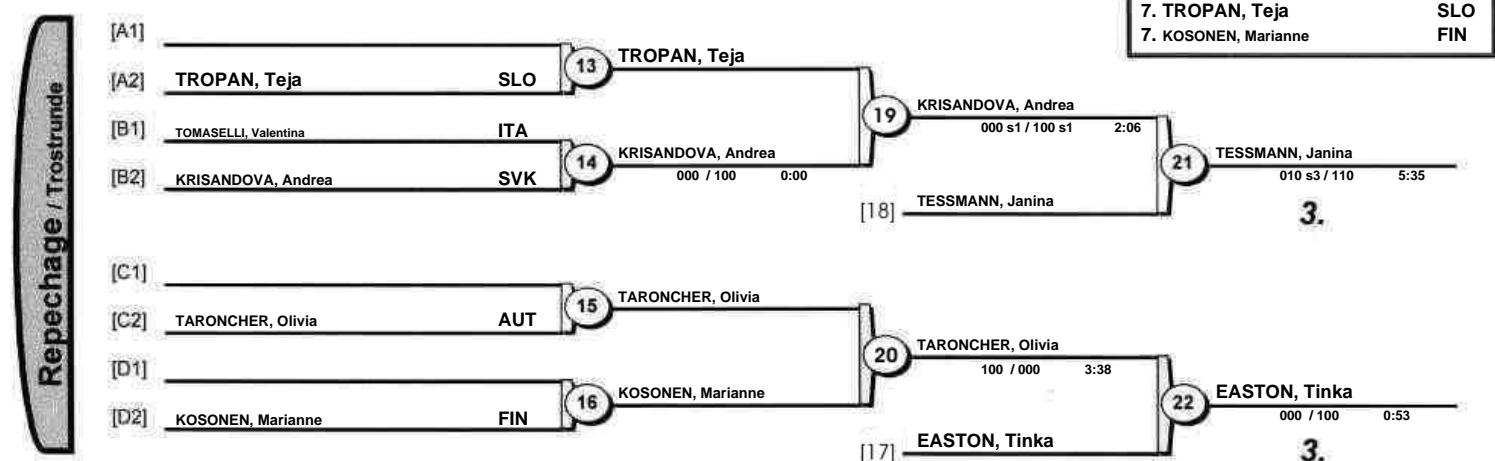 7. TROPAN, Teja SLO
7. KOSONEN, Marianne FIN
Repechage / Trostrunde
[A1]
[A2] TROPAN, Teja SLO
13 TROPAN, Teja
[B1] TOMASELLI, Valentina ITA
[B2] KRISANDOVA, Andrea SVK
14 KRISANDOVA, Andrea
000 / 100 0:00
19 KRISANDOVA, Andrea
000 s1 / 100 s1 2:06
[18] TESSMANN, Janina
21 TESSMANN, Janina
010 s3 / 110 5:35
3.
[C1]
[C2] TARONCHER, Olivia AUT
15 TARONCHER, Olivia
[D1]
[D2] KOSONEN, Marianne FIN
16 KOSONEN, Marianne
20 TARONCHER, Olivia
100 / 000 3:38
[17] EASTON, Tinka
22 EASTON, Tinka
000 / 100 0:53
3.